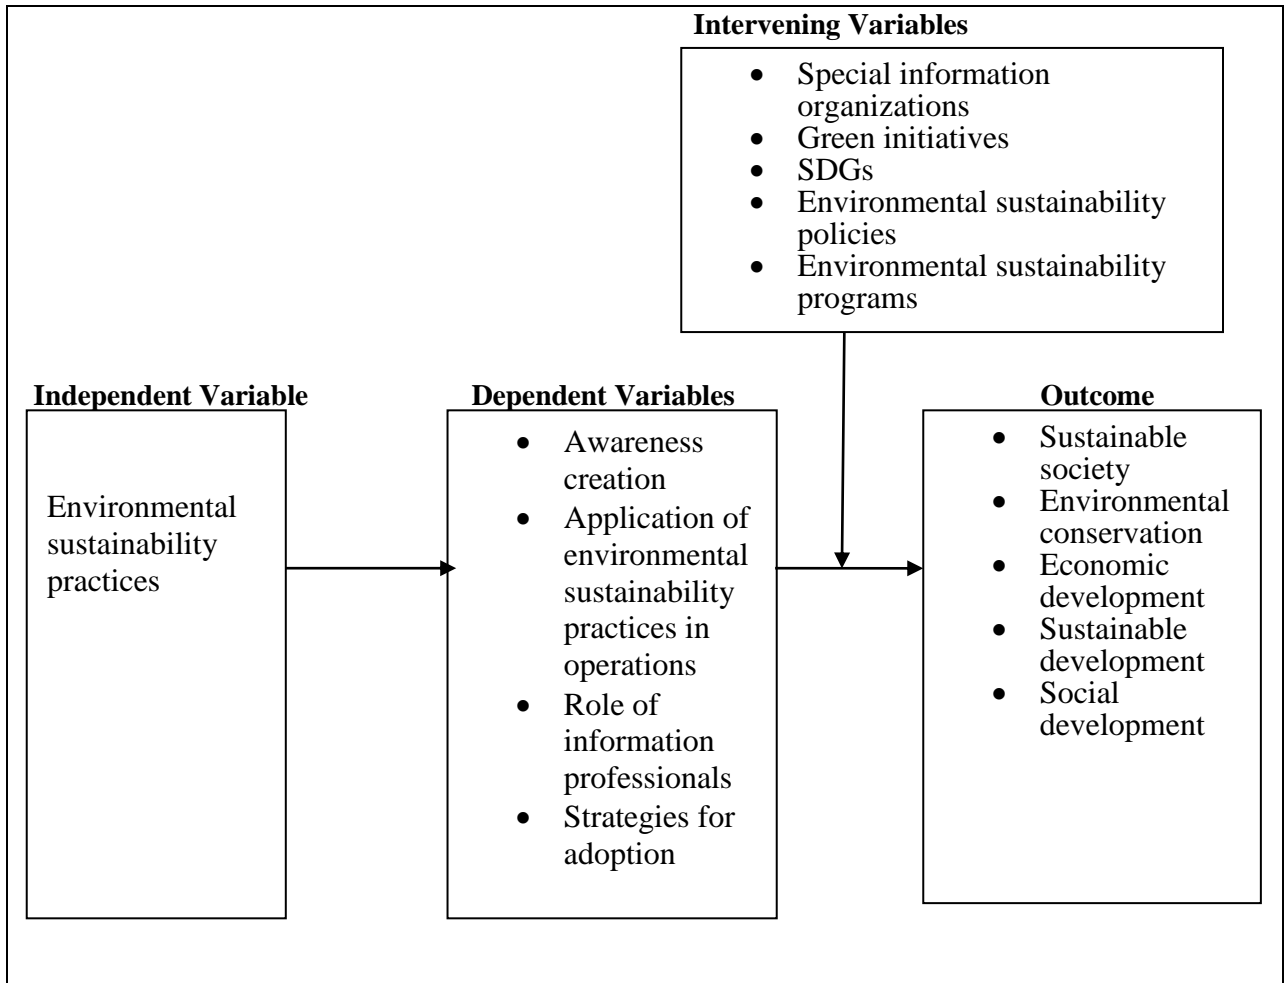 Intervening Variables
• Special information
organizations
• Green initiatives
• SDGs
• Environmental sustainability
policies
• Environmental sustainability
programs
Independent Variable
Environmental
sustainability
practices
Dependent Variables
• Awareness
creation
• Application of
environmental
sustainability
practices in
operations
• Role of
information
professionals
• Strategies for
adoption
Outcome
• Sustainable
society
• Environmental
conservation
• Economic
development
• Sustainable
development
• Social
development